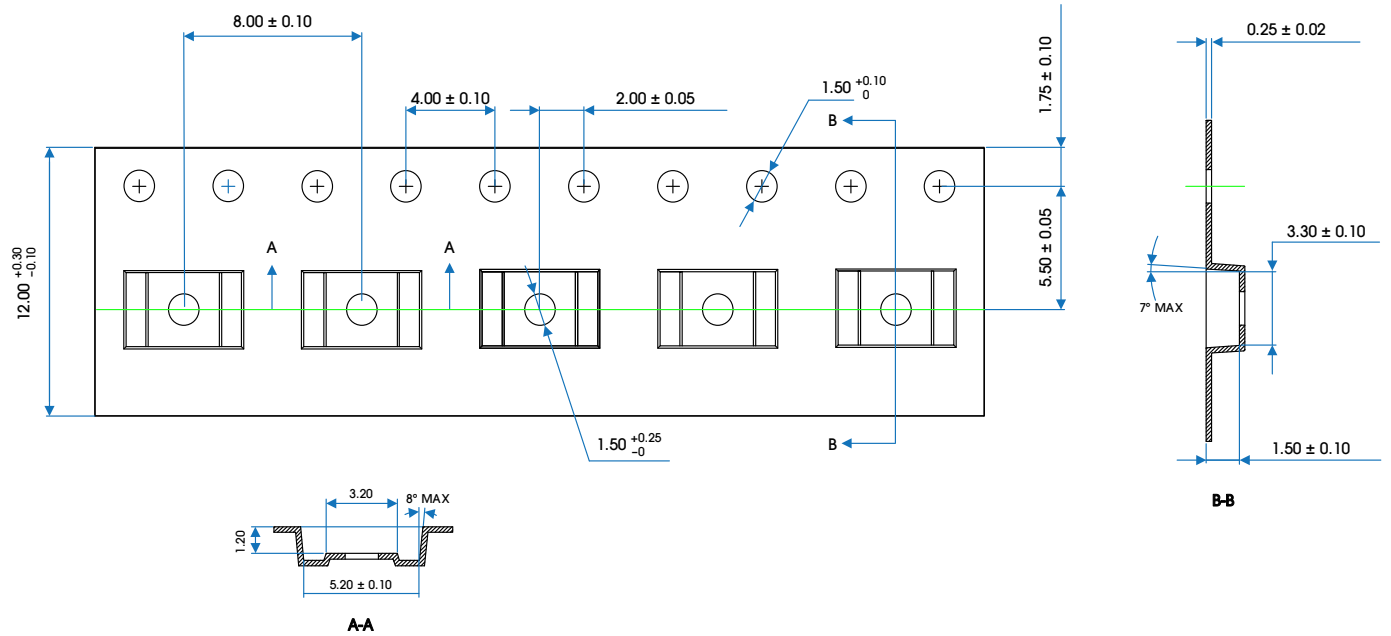 8.00 ± 0.10
0.25 ± 0.02
1.75 ± 0.10
4.00 ± 0.10
2.00 ± 0.05
1.50 +0.10 0
B
A
A
12.00 +0.30 −0.10
5.50 ± 0.05
3.30 ± 0.10
7° MAX
1.50 +0.25 −0
B
1.50 ± 0.10
B-B
3.20
8° MAX
1.20
5.20 ± 0.10
A-A